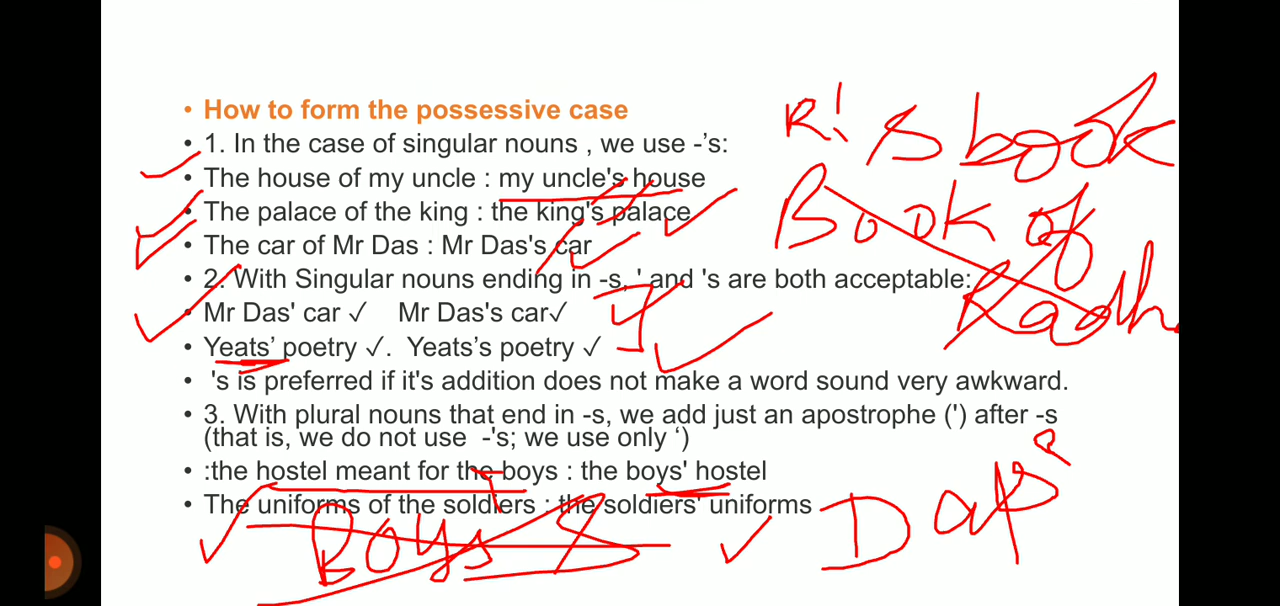 • How to form the possessive case
• 1. In the case of singular nouns , we use -'s:
• The house of my uncle : my uncle's house
• The palace of the king : the king's palace
• The car of Mr Das : Mr Das's car
• 2. With Singular nouns ending in -s, ' and 's are both acceptable:
• Mr Das' car ✓ Mr Das's car✓
• Yeats' poetry ✓. Yeats's poetry ✓
• 's is preferred if it's addition does not make a word sound very awkward.
• 3. With plural nouns that end in -s, we add just an apostrophe (') after -s
(that is, we do not use -'s; we use only ‘)
• :the hostel meant for the boys : the boys' hostel
• The uniforms of the soldiers : the soldiers' uniforms
R!'s book
Book of
Radh
Boys s